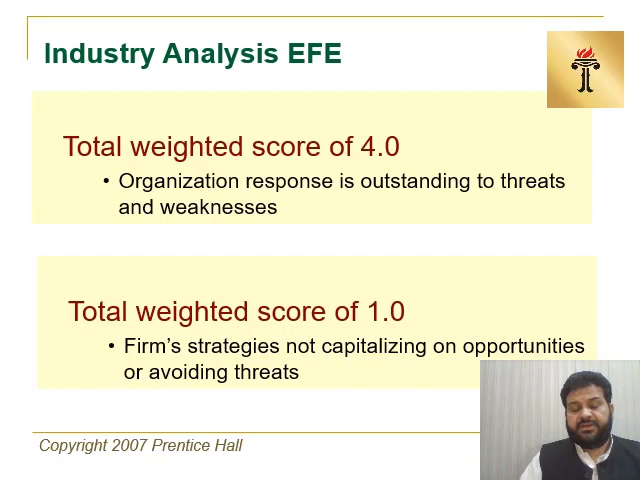 Industry Analysis EFE
Total weighted score of 4.0
• Organization response is outstanding to threats
and weaknesses
Total weighted score of 1.0
• Firm's strategies not capitalizing on opportunities
or avoiding threats
Copyright 2007 Prentice Hall